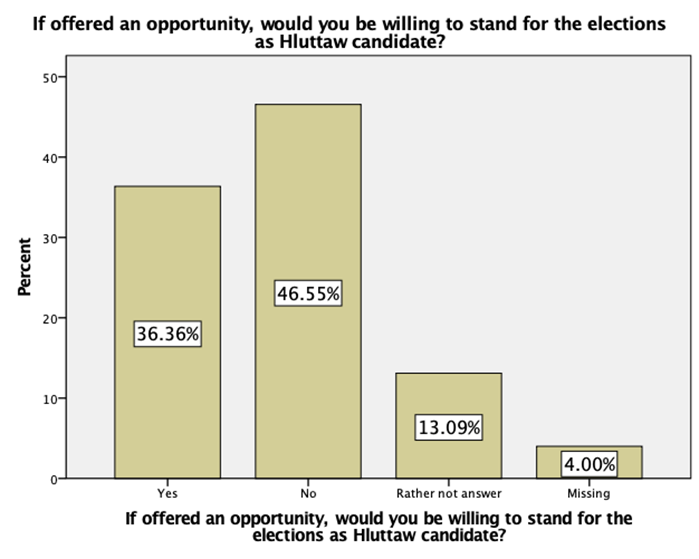 If offered an opportunity, would you be willing to stand for the elections
as Hluttaw candidate?
50
40
30
20
10
0
Percent
36.36%
46.55%
13.09%
4.00%
Yes
No
Rather not answer
Missing
If offered an opportunity, would you be willing to stand for the
elections as Hluttaw candidate?